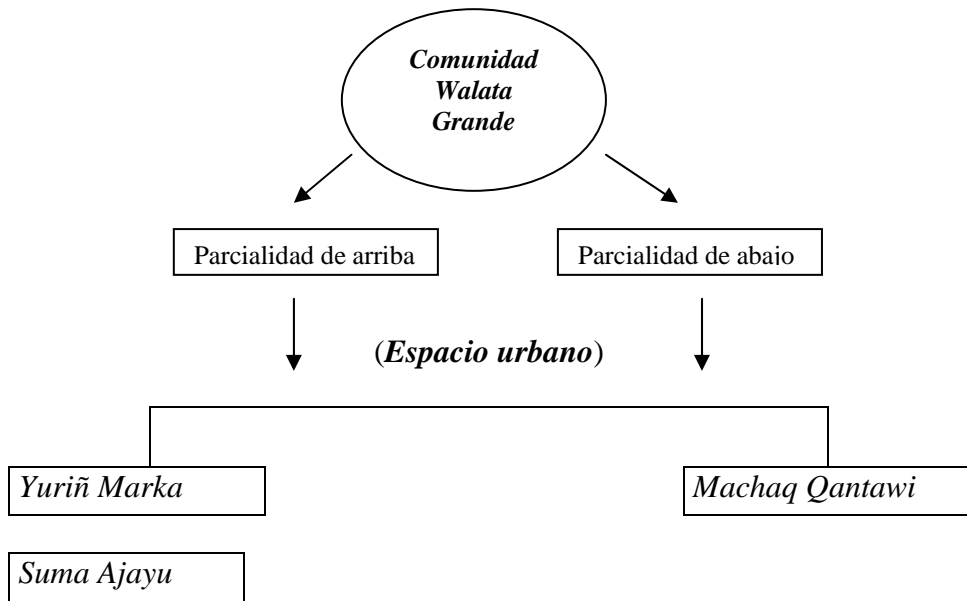 Comunidad
Walata
Grande
Parcialidad de arriba
Parcialidad de abajo
(Espacio urbano)
Yuriñ Marka
Machaq Qantawi
Suma Ajayu